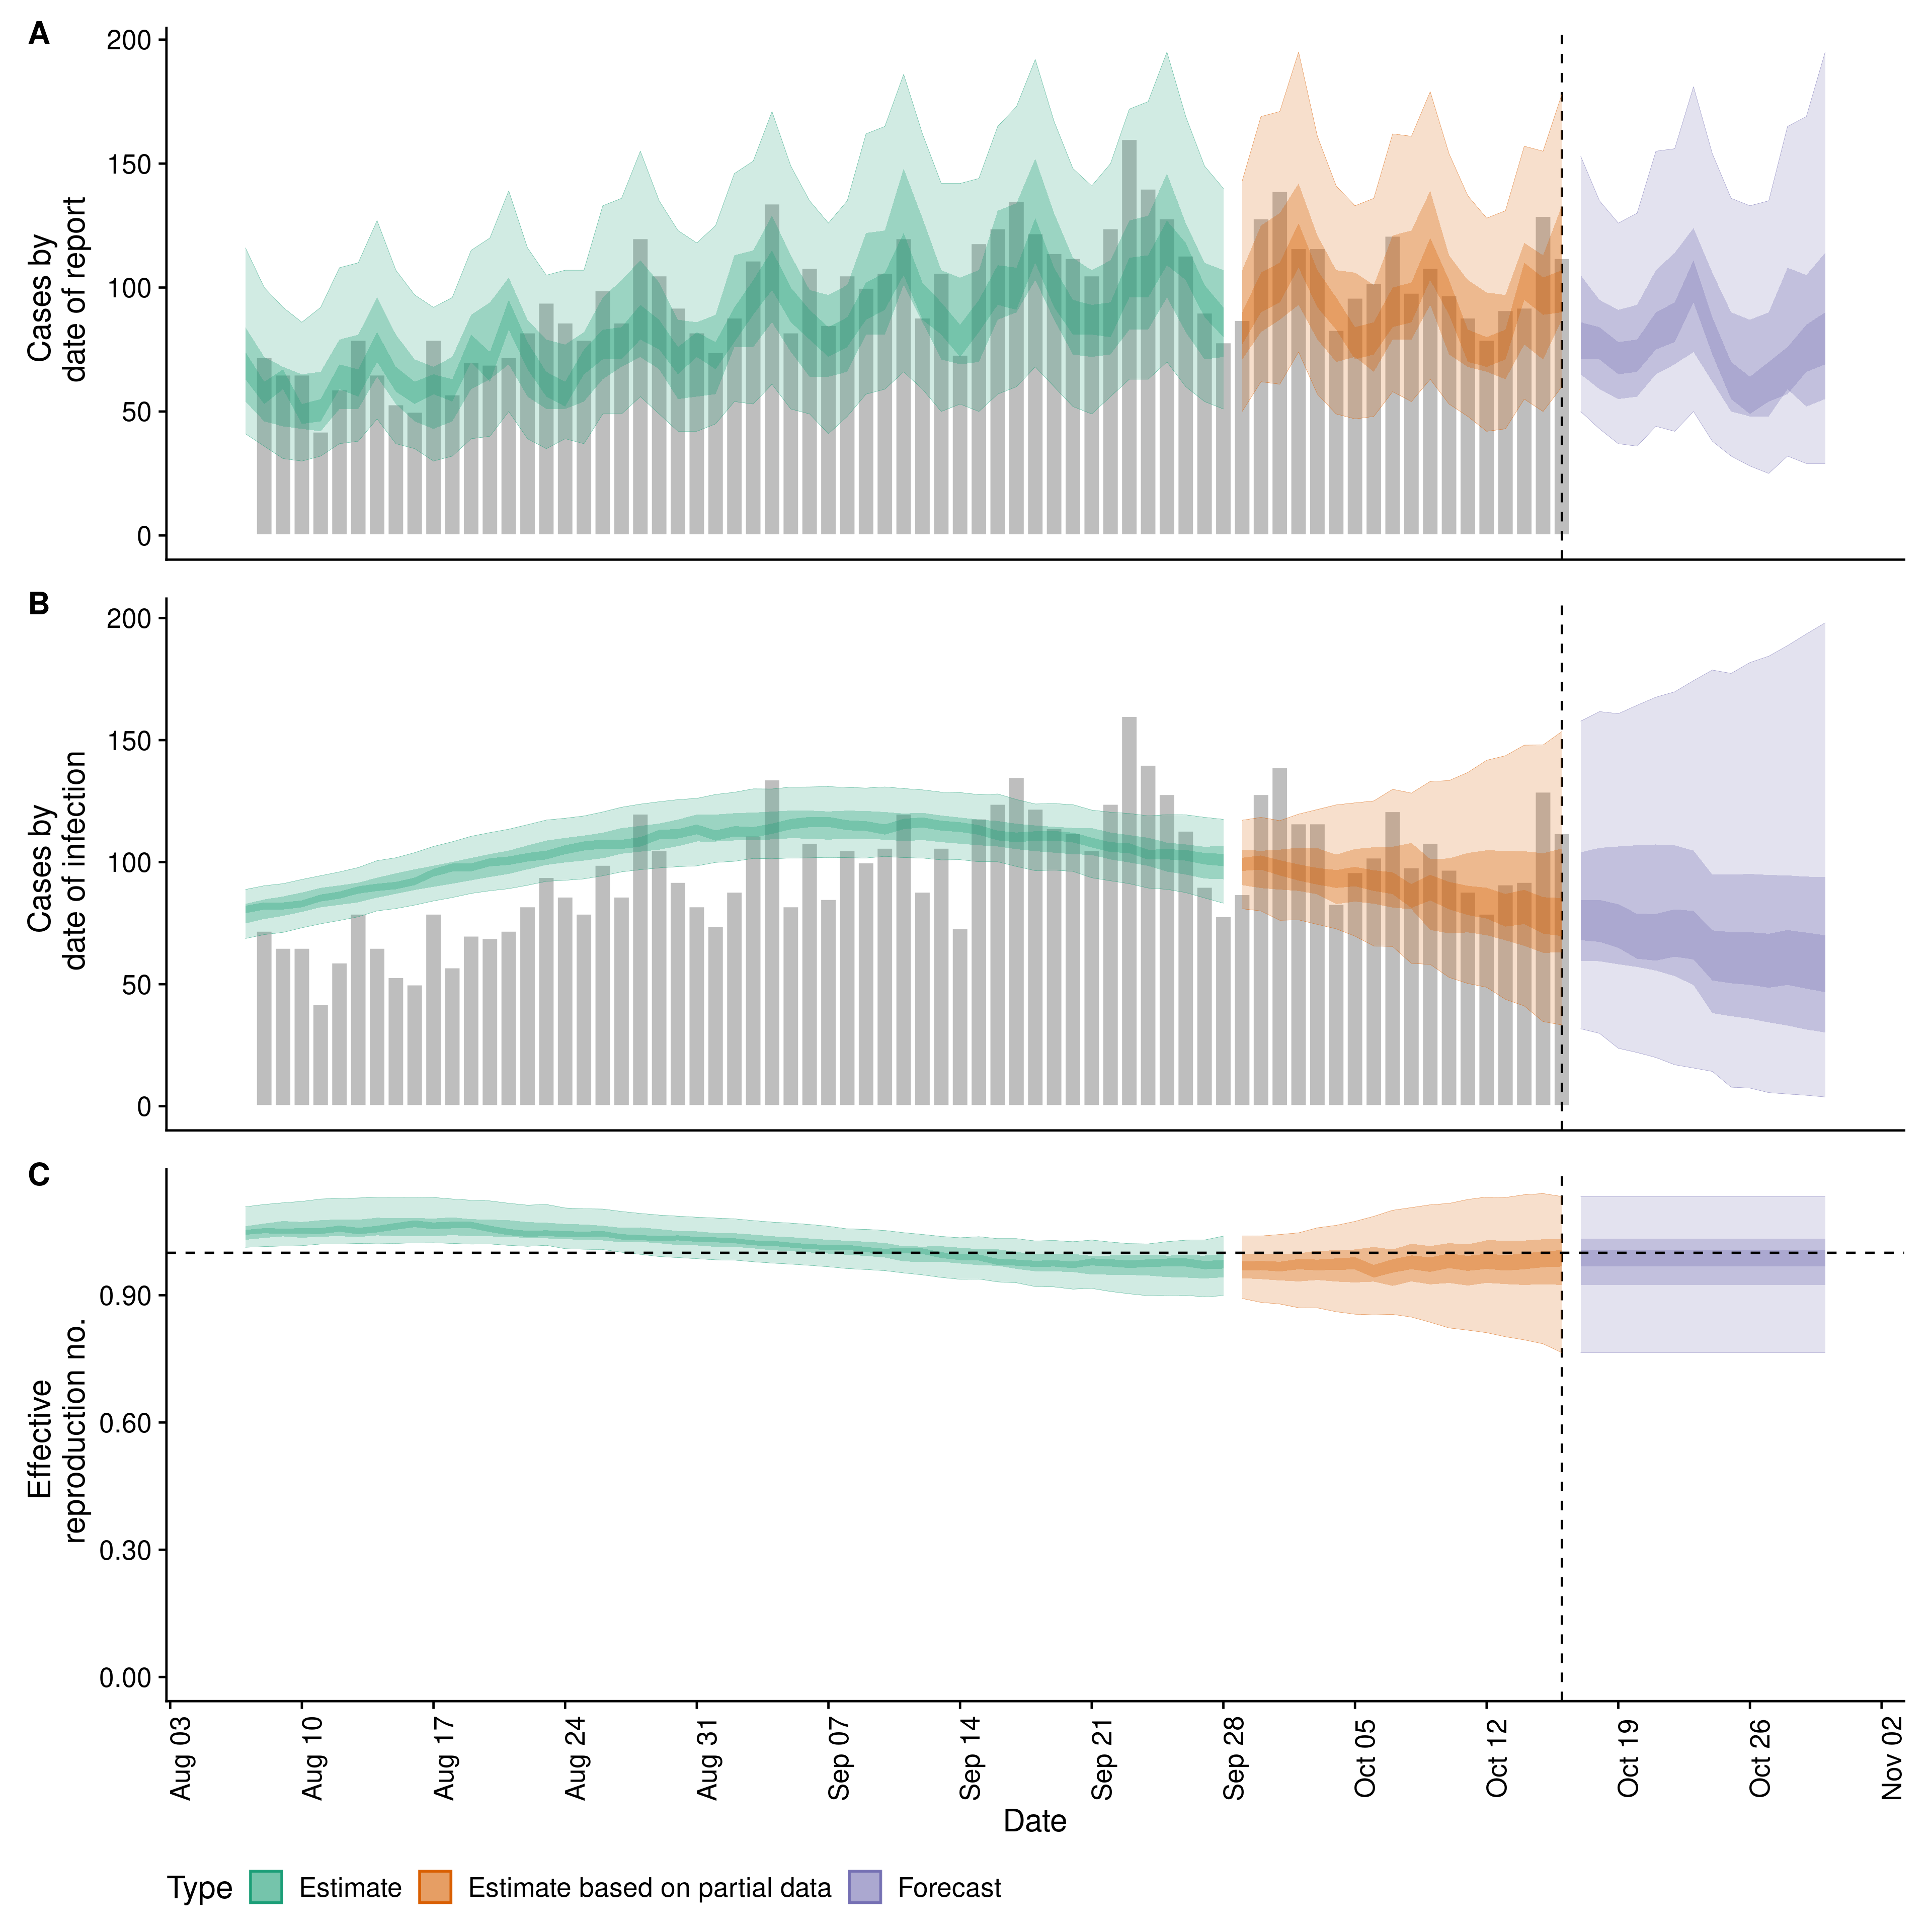 A
Cases by
date of report
200
150
100
50
0
B
Cases by
date of infection
200
150
100
50
0
C
Effective
reproduction no.
0.90
0.60
0.30
0.00
Aug 03
Aug 10
Aug 17
Aug 24
Aug 31
Sep 07
Sep 14
Sep 21
Sep 28
Oct 05
Oct 12
Oct 19
Oct 26
Nov 02
Date
Type Estimate Estimate based on partial data Forecast